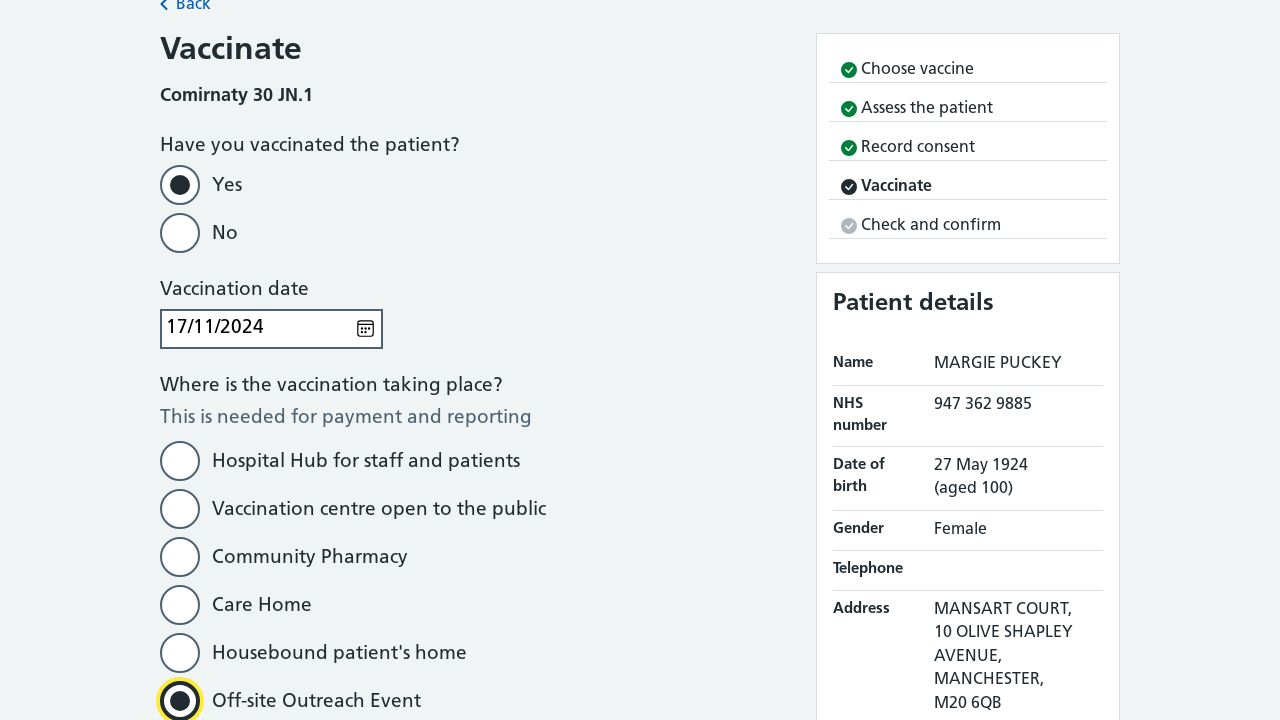 Back
Vaccinate
Comirnaty 30 JN.1
Have you vaccinated the patient?
Yes
No
Vaccination date
17/11/2024
Where is the vaccination taking place?
This is needed for payment and reporting
Hospital Hub for staff and patients
Vaccination centre open to the public
Community Pharmacy
Care Home
Housebound patient's home
Off-site Outreach Event
Choose vaccine
Assess the patient
Record consent
Vaccinate
Check and confirm
Patient details
Name MARGIE PUCKEY
NHS number 947 362 9885
Date of birth 27 May 1924
(aged 100)
Gender Female
Telephone
Address MANSART COURT,
10 OLIVE SHAPLEY
AVENUE,
MANCHESTER,
M20 6QB